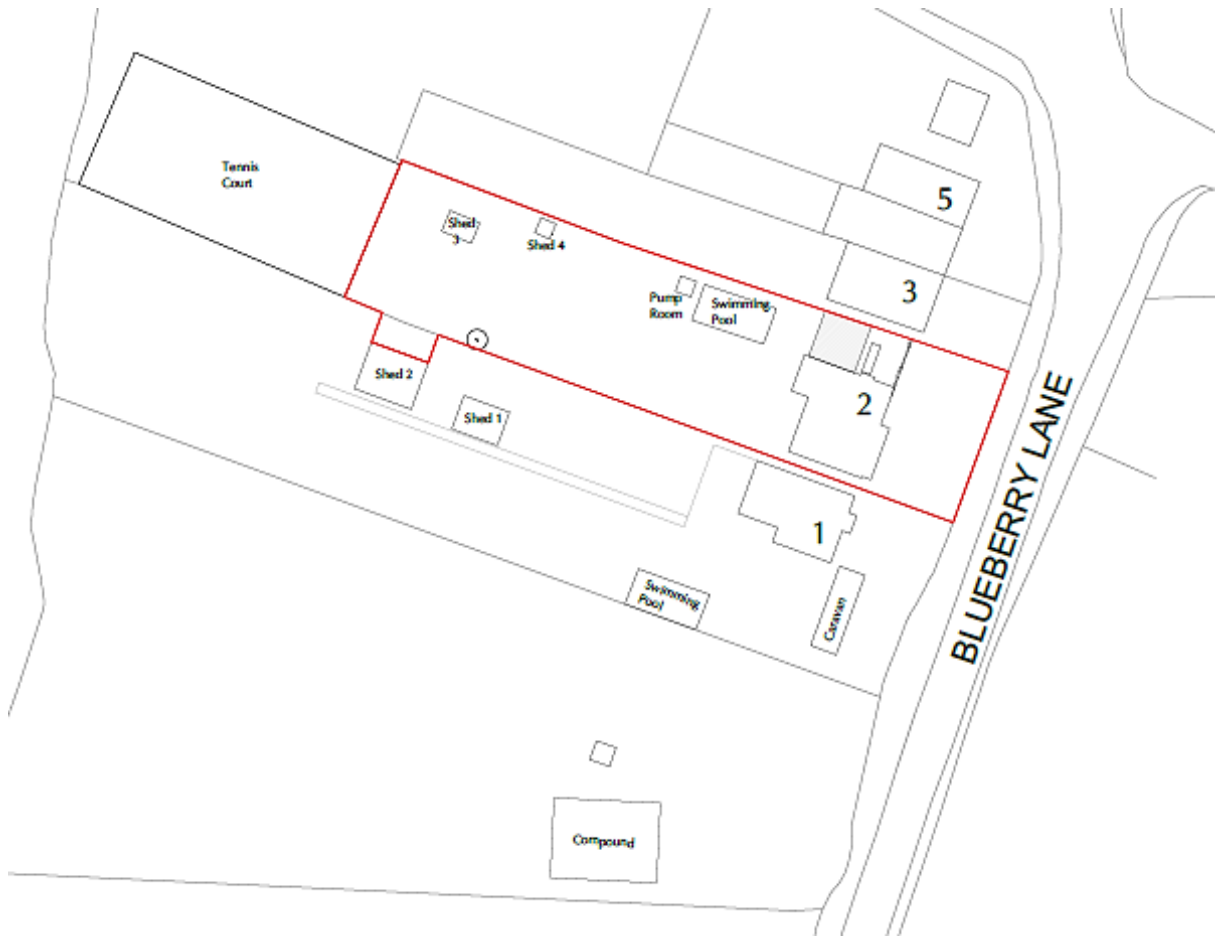 Tennis
Court
5
Shed
3
Shed 4
3
Pump
Room
Swimming
Pool
Shed 2
2
Shed 1
1
BLUEBERRY LANE
Swimming
Pool
Caravan
Compound